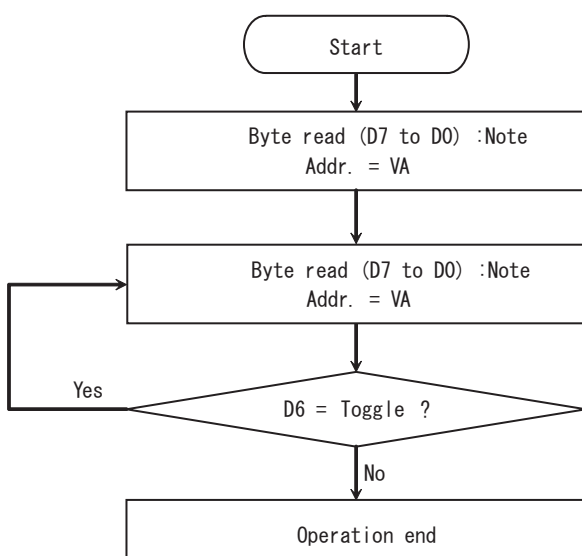 Start
Byte read (D7 to D0) :Note
Addr. = VA
Byte read (D7 to D0) :Note
Addr. = VA
Yes
D6 = Toggle ?
No
Operation end